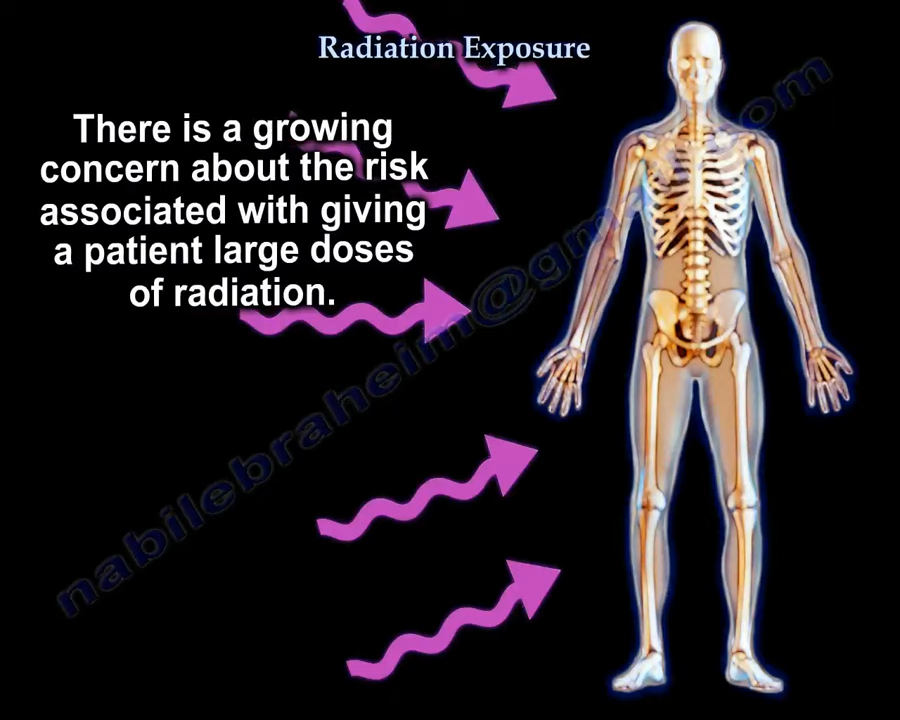 Radiation Exposure
There is a growing
concern about the risk
associated with giving
a patient large doses
of radiation.
nabilebraheim@gm
om